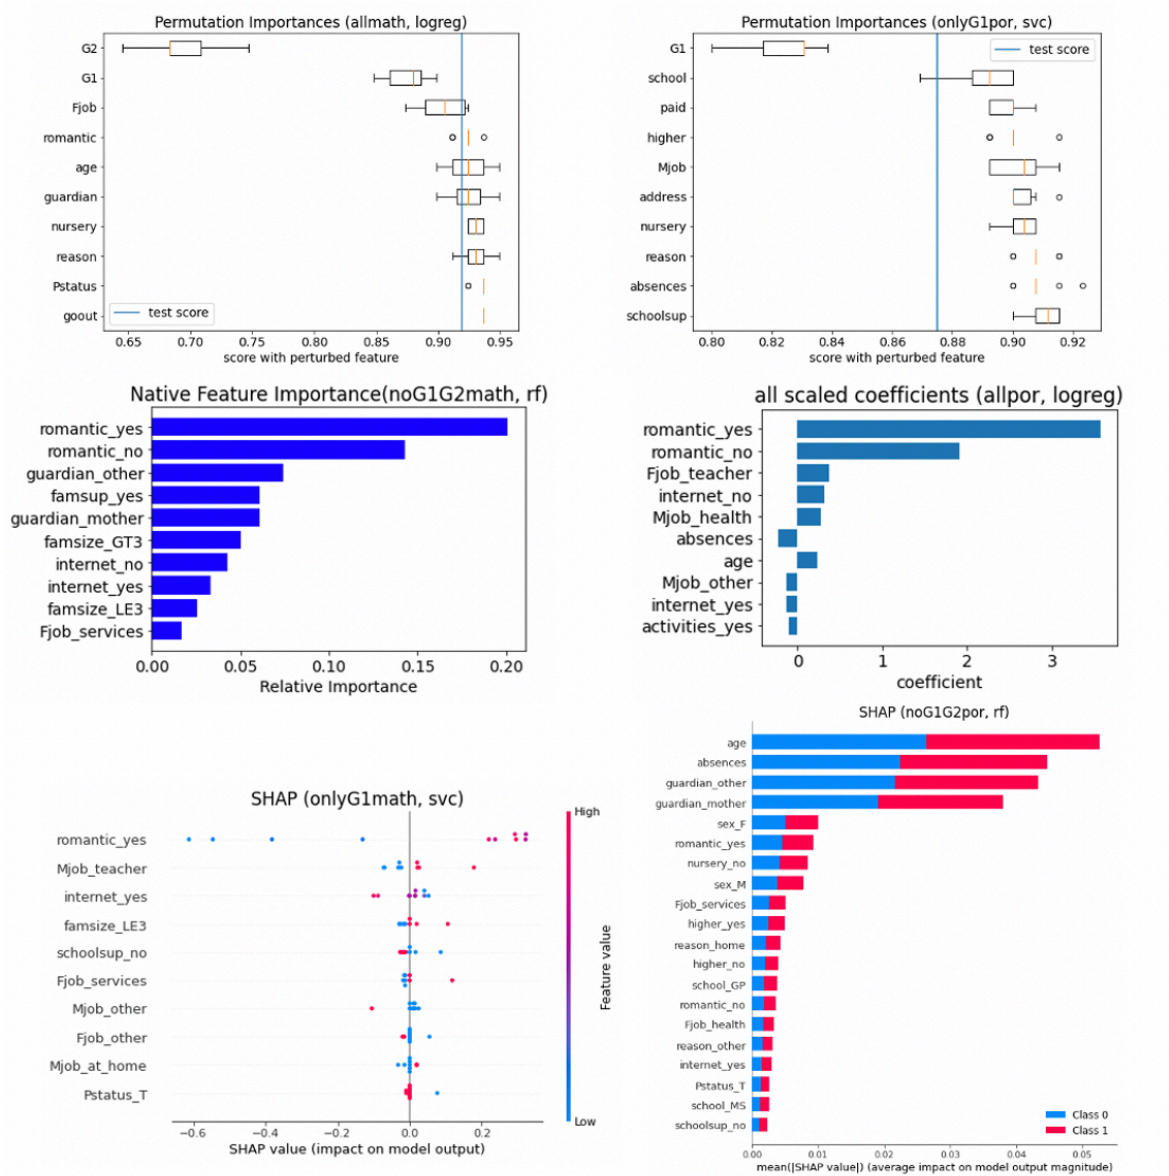 Permutation Importances (allmath, logreg)
G2
G1
Fjob
romantic
age
guardian
nursery
reason
Pstatus
goout
test score
0.65 0.70 0.75 0.80 0.85 0.90 0.95
score with perturbed feature
Permutation Importances (onlyG1por, svc)
G1
school
paid
higher
Mjob
address
nursery
reason
absences
schoolsup
test score
0.80 0.82 0.84 0.86 0.88 0.90 0.92
score with perturbed feature
Native Feature Importance(noG1G2math, rf)
romantic_yes
romantic_no
guardian_other
famsup_yes
guardian_mother
famsize_GT3
internet_no
internet_yes
famsize_LE3
Fjob_services
0.00 0.05 0.10 0.15 0.20
Relative Importance
all scaled coefficients (allpor, logreg)
romantic_yes
romantic_no
Fjob_teacher
internet_no
Mjob_health
absences
age
Mjob_other
internet_yes
activities_yes
0 1 2 3
coefficient
SHAP (onlyG1math, svc)
romantic_yes
Mjob_teacher
internet_yes
famsize_LE3
schoolsup_no
Fjob_services
Mjob_other
Fjob_other
Mjob_at_home
Pstatus_T
−0.6 −0.4 −0.2 0.0 0.2
SHAP value (impact on model output)
High
Feature value
Low
SHAP (noG1G2por, rf)
age
absences
guardian_other
guardian_mother
sex_F
romantic_yes
nursery_no
sex_M
Fjob_services
higher_yes
reason_home
higher_no
school_GP
romantic_no
Fjob_health
reason_other
internet_yes
Pstatus_T
school_MS
schoolsup_no
Class 0
Class 1
0.00 0.01 0.02 0.03 0.04 0.05
mean(|SHAP value|) (average impact on model output magnitude)